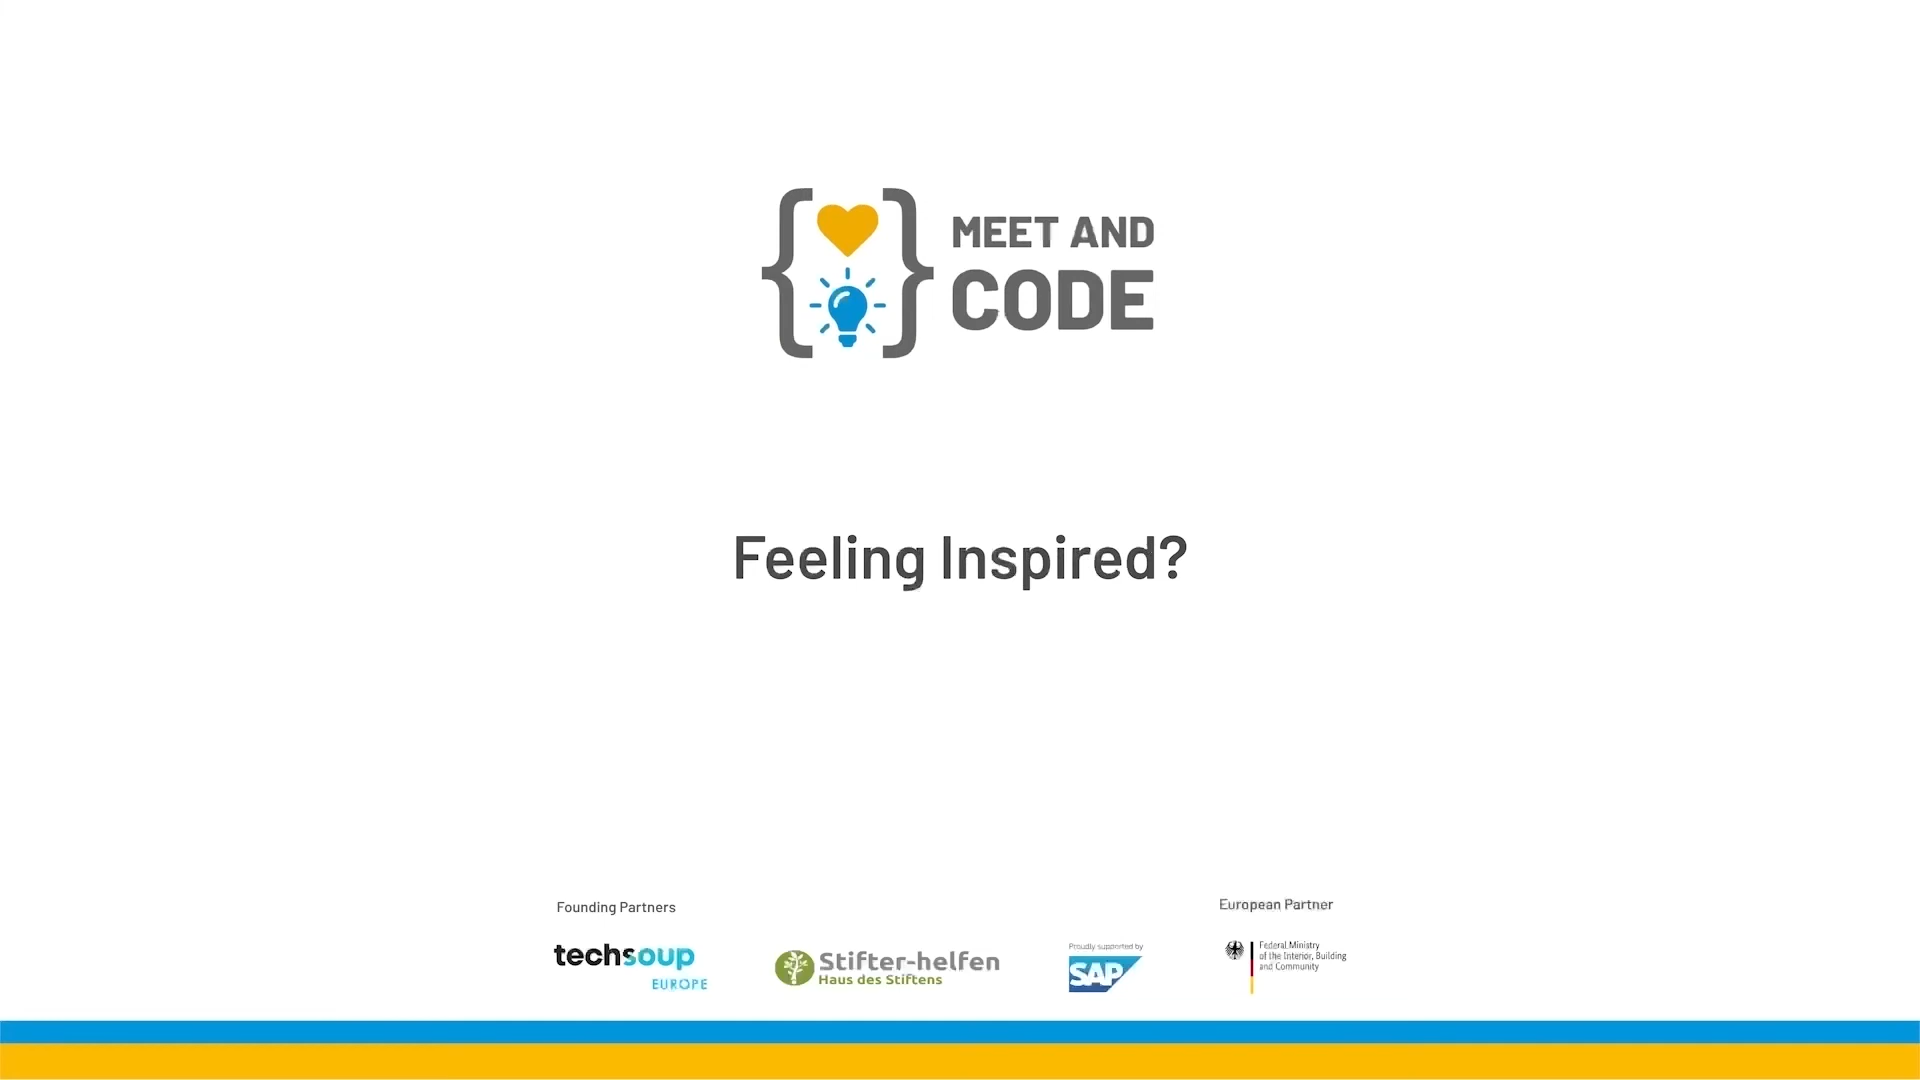 MEET AND
CODE
Feeling Inspired?
Founding Partners
techsoup
EUROPE
Stifter-helfen
Haus des Stiftens
Proudly supported by
SAP
European Partner
Federal Ministry
of the Interior, Building
and Community